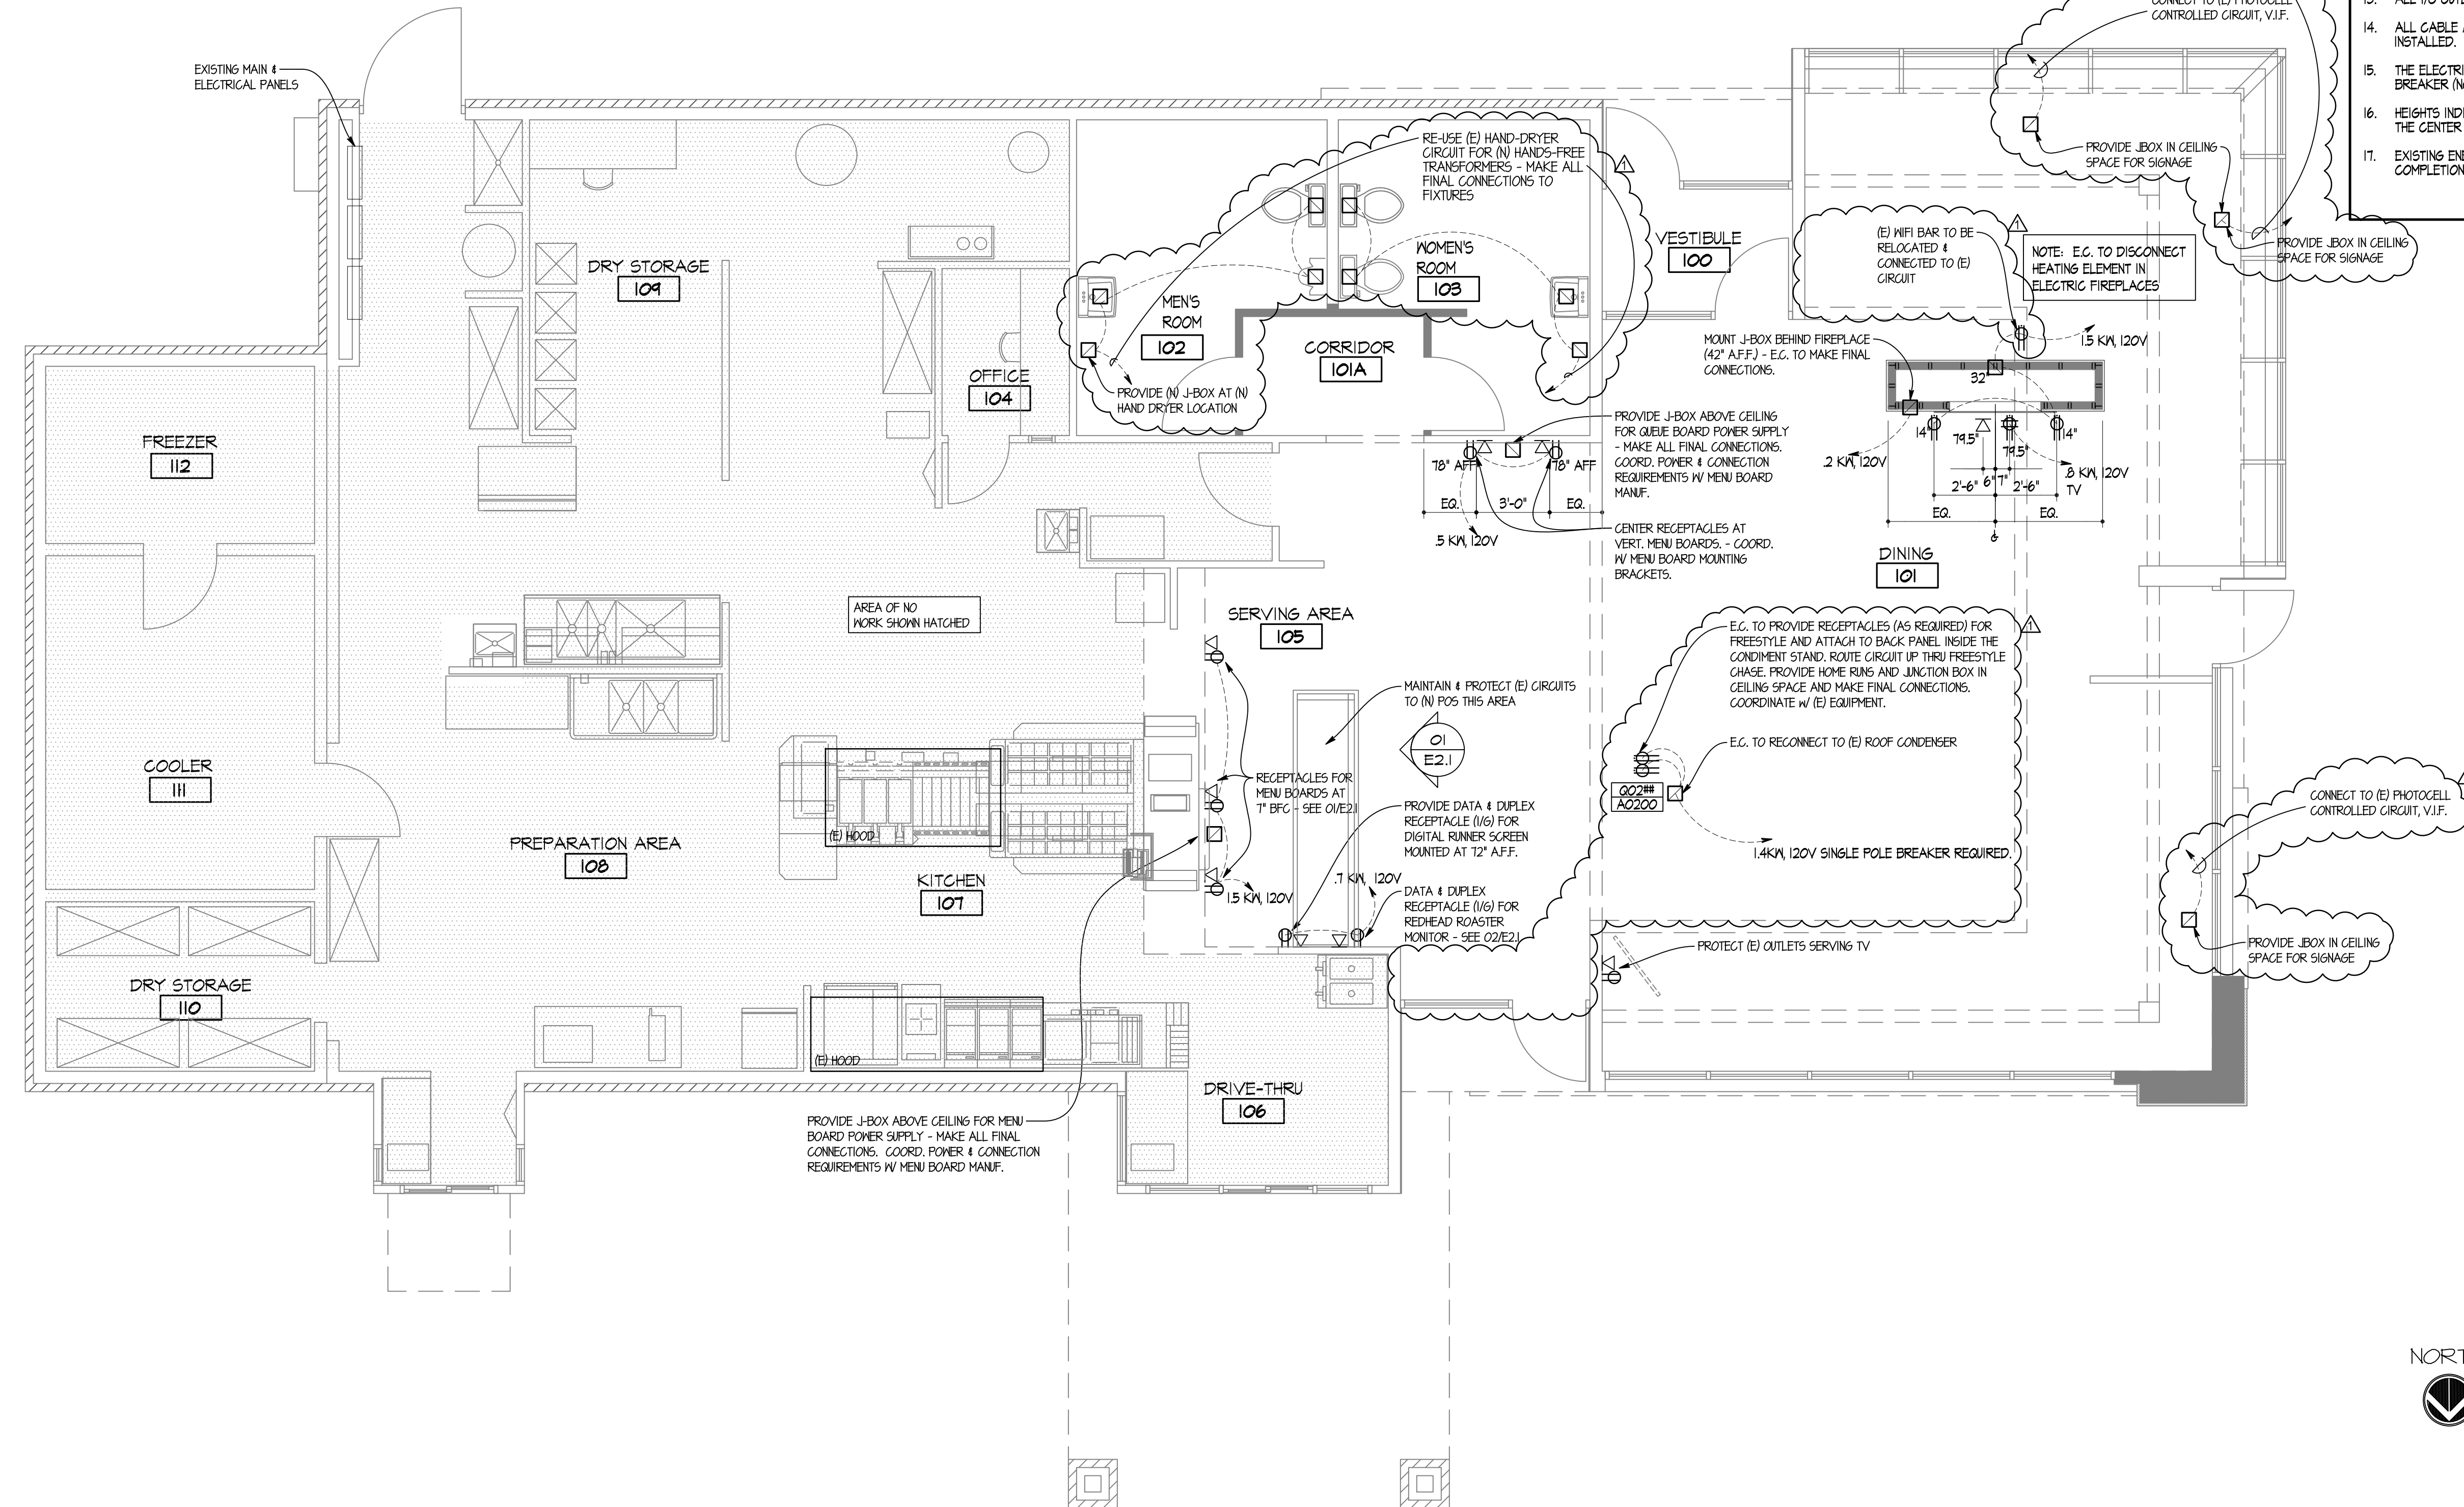 EXISTING MAIN &
ELECTRICAL PANELS
RE-USE (E) HAND-DRYER
CIRCUIT FOR (N) HANDS-FREE
TRANSFORMERS - MAKE ALL
FINAL CONNECTIONS TO
FIXTURES
1
CONNECT TO (E) PHOTOCELL
CONTROLLED CIRCUIT, V.I.F.
PROVIDE JBOX IN CEILING
SPACE FOR SIGNAGE
PROVIDE JBOX IN CEILING
SPACE FOR SIGNAGE
14. ALL CABLE
INSTALLED.
15. THE ELECTRI
BREAKER (N
16. HEIGHTS IND
THE CENTER
17. EXISTING EN
COMPLETION
DRY STORAGE
109
MEN'S
ROOM
102
WOMEN'S
ROOM
103
VESTIBULE
100
(E) WIFI BAR TO BE
RELOCATED &
CONNECTED TO (E)
CIRCUIT
1
NOTE: E.C. TO DISCONNECT
HEATING ELEMENT IN
ELECTRIC FIREPLACES
1.5 KW, 120V
MOUNT J-BOX BEHIND FIREPLACE
(42" A.F.F.) - E.C. TO MAKE FINAL
CONNECTIONS.
CORRIDOR
101A
OFFICE
104
PROVIDE (N) J-BOX AT (N)
HAND DRYER LOCATION
32"
14"
79.5"
79.5"
14"
.2 KW, 120V
.8 KW, 120V
TV
2'-6"
6"
7"
2'-6"
EQ.
EQ.
PROVIDE J-BOX ABOVE CEILING
FOR QUEUE BOARD POWER SUPPLY
- MAKE ALL FINAL CONNECTIONS.
COORD. POWER & CONNECTION
REQUIREMENTS W/ MENU BOARD
MANUF.
78" AFF
78" AFF
EQ.
3'-0"
EQ.
.5 KW, 120V
CENTER RECEPTACLES AT
VERT. MENU BOARDS. - COORD.
W/ MENU BOARD MOUNTING
BRACKETS.
FREEZER
112
DINING
101
AREA OF NO
WORK SHOWN HATCHED
SERVING AREA
105
E.C. TO PROVIDE RECEPTACLES (AS REQUIRED) FOR
FREESTYLE AND ATTACH TO BACK PANEL INSIDE THE
CONDIMENT STAND. ROUTE CIRCUIT UP THRU FREESTYLE
CHASE. PROVIDE HOME RUNS AND JUNCTION BOX IN
CEILING SPACE AND MAKE FINAL CONNECTIONS.
COORDINATE W/ (E) EQUIPMENT.
1
MAINTAIN & PROTECT (E) CIRCUITS
TO (N) POS THIS AREA
01
E2.1
E.C. TO RECONNECT TO (E) ROOF CONDENSER
Q02##
A0200
1.4KW, 120V SINGLE POLE BREAKER REQUIRED.
COOLER
111
RECEPTACLES FOR
MENU BOARDS AT
7" BFC - SEE 01/E2.1
PROVIDE DATA & DUPLEX
RECEPTACLE (I/G) FOR
DIGITAL RUNNER SCREEN
MOUNTED AT 72" A.F.F.
CONNECT TO (E) PHOTOCELL
CONTROLLED CIRCUIT, V.I.F.
(E) HOOD
PREPARATION AREA
108
KITCHEN
107
1.5 KW, 120V
.7 KW, 120V
DATA & DUPLEX
RECEPTACLE (I/G) FOR
REDHEAD ROASTER
MONITOR - SEE 02/E2.1
PROTECT (E) OUTLETS SERVING TV
PROVIDE JBOX IN CEILING
SPACE FOR SIGNAGE
DRY STORAGE
110
(E) HOOD
DRIVE-THRU
106
PROVIDE J-BOX ABOVE CEILING FOR MENU
BOARD POWER SUPPLY - MAKE ALL FINAL
CONNECTIONS. COORD. POWER & CONNECTION
REQUIREMENTS W/ MENU BOARD MANUF.
NORT